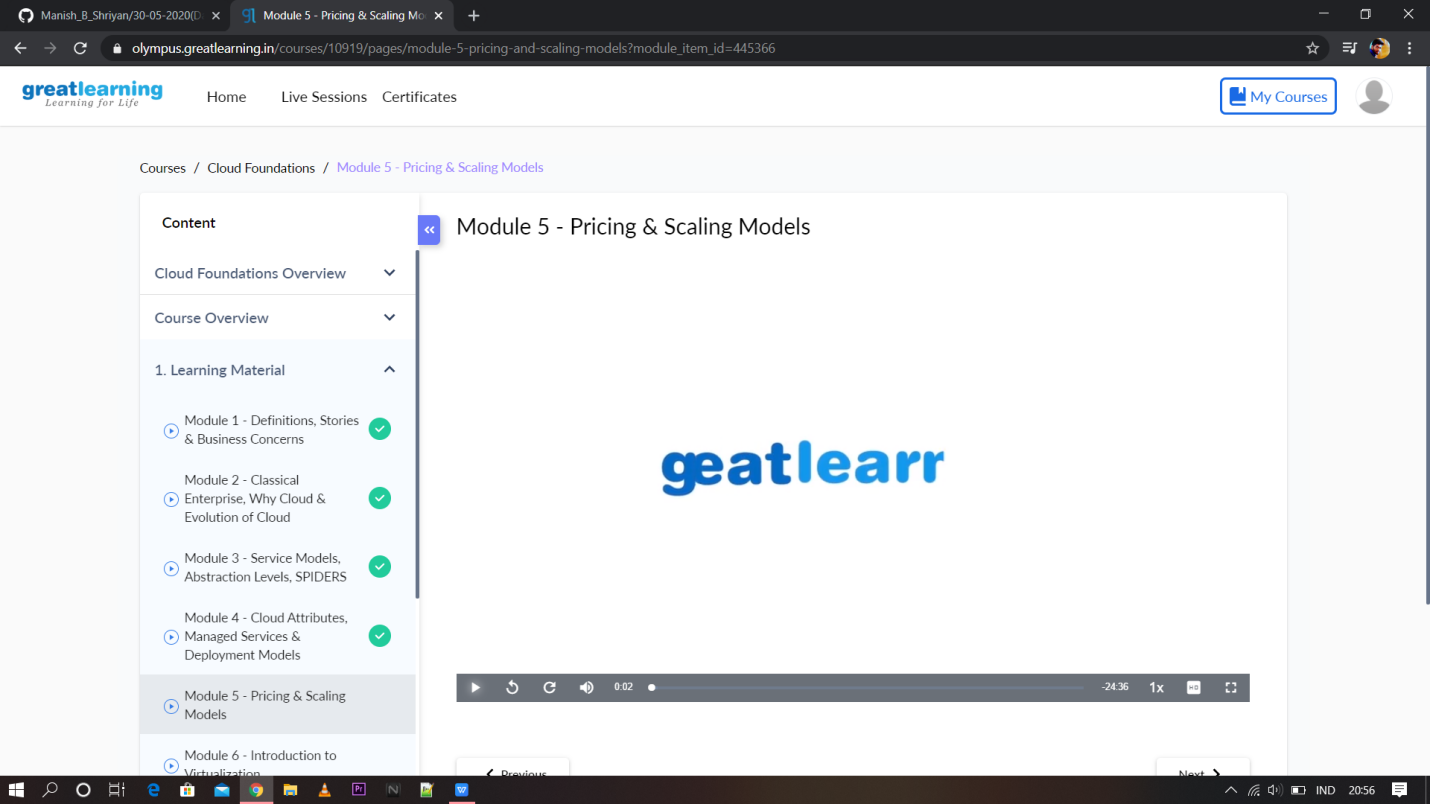 Manish_B_Shriyan/30-05-2020(D
Module 5 - Pricing & Scaling Mo
olympus.greatlearning.in/courses/10919/pages/module-5-pricing-and-scaling-models?module_item_id=445366
greatlearning
Learning for Life
Home
Live Sessions
Certificates
My Courses
Courses / Cloud Foundations / Module 5 - Pricing & Scaling Models
Content
Cloud Foundations Overview
Course Overview
1. Learning Material
Module 1 - Definitions, Stories
& Business Concerns
Module 2 - Classical
Enterprise, Why Cloud &
Evolution of Cloud
Module 3 - Service Models,
Abstraction Levels, SPIDERS
Module 4 - Cloud Attributes,
Managed Services &
Deployment Models
Module 5 - Pricing & Scaling
Models
Module 6 - Introduction to
Virtualization
Module 5 - Pricing & Scaling Models
geatlearr
0:02
-24:36
1x
HD
Previous
Next
Pr
N
W
IND
20:56